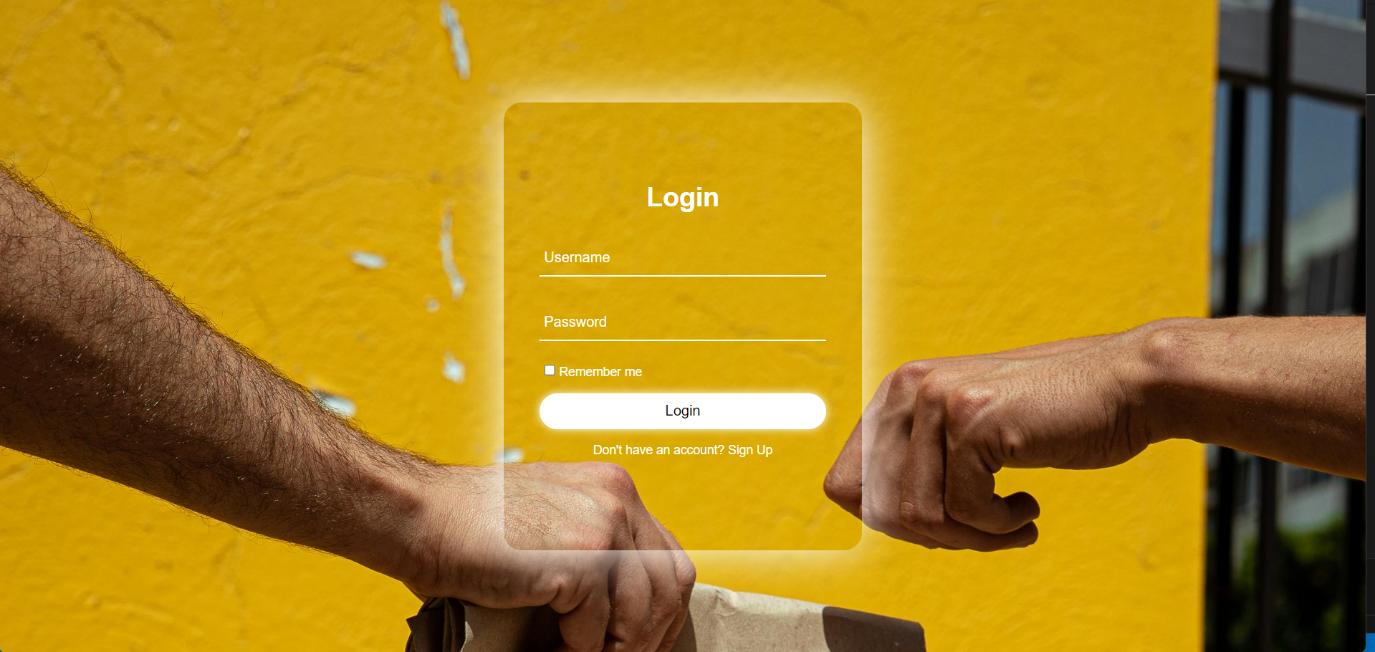 Login
Username
Password
Remember me
Login
Don't have an account? Sign Up